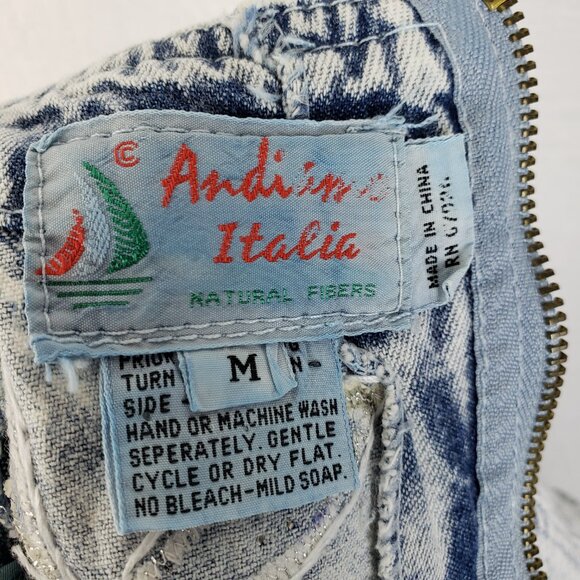 ©
Italia
NATURAL FIBERS
MADE IN CHINA
RN
M
TURN
SIDE
HAND OR MACHINE WASH
SEPERATELY. GENTLE
CYCLE OR DRY FLAT.
NO BLEACH-MILD SOAP.